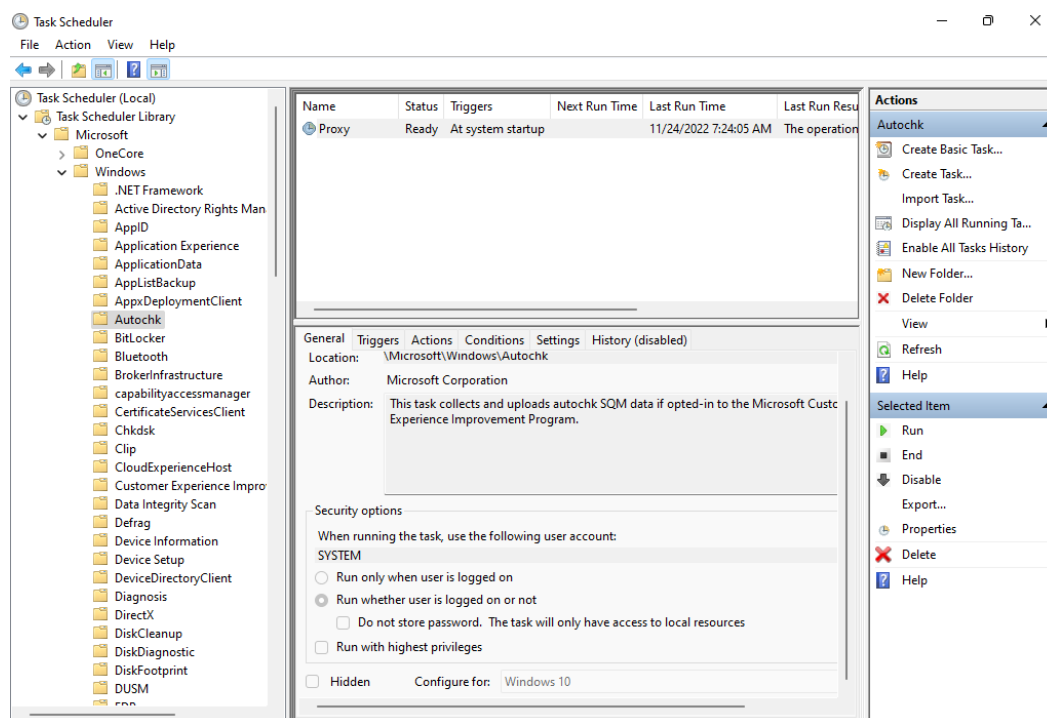 Task Scheduler
File Action View Help
Task Scheduler (Local)
Task Scheduler Library
Microsoft
OneCore
Windows
.NET Framework
Active Directory Rights Man
AppID
Application Experience
ApplicationData
AppListBackup
AppxDeploymentClient
Autochk
BitLocker
Bluetooth
BrokerInfrastructure
capabilityaccessmanager
CertificateServicesClient
Chkdsk
Clip
CloudExperienceHost
Customer Experience Impro
Data Integrity Scan
Defrag
Device Information
Device Setup
DeviceDirectoryClient
Diagnosis
DirectX
DiskCleanup
DiskDiagnostic
DiskFootprint
DUSM
Name Status Triggers Next Run Time Last Run Time Last Run Resu
Proxy Ready At system startup 11/24/2022 7:24:05 AM The operation
General Triggers Actions Conditions Settings History (disabled)
Location: \Microsoft\Windows\Autochk
Author: Microsoft Corporation
Description: This task collects and uploads autochk SQM data if opted-in to the Microsoft Custo
Experience Improvement Program.
Security options
When running the task, use the following user account:
SYSTEM
Run only when user is logged on
Run whether user is logged on or not
Do not store password. The task will only have access to local resources
Run with highest privileges
Hidden Configure for: Windows 10
Actions
Autochk
Create Basic Task...
Create Task...
Import Task...
Display All Running Ta...
Enable All Tasks History
New Folder...
Delete Folder
View
Refresh
Help
Selected Item
Run
End
Disable
Export...
Properties
Delete
Help